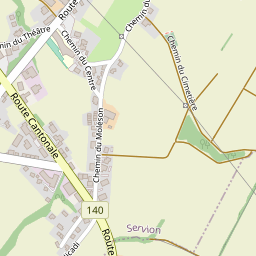 Route
Chemin du
min du Théâtre
Chemin du Centre
Chemin du Cimetière
Route Cantonale
Chemin du Moléson
140
Servion
Route